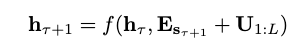 𝐡_{τ+1} = f(𝐡_τ, 𝐄_{𝐬_{τ+1}} + 𝐔_{1:L})